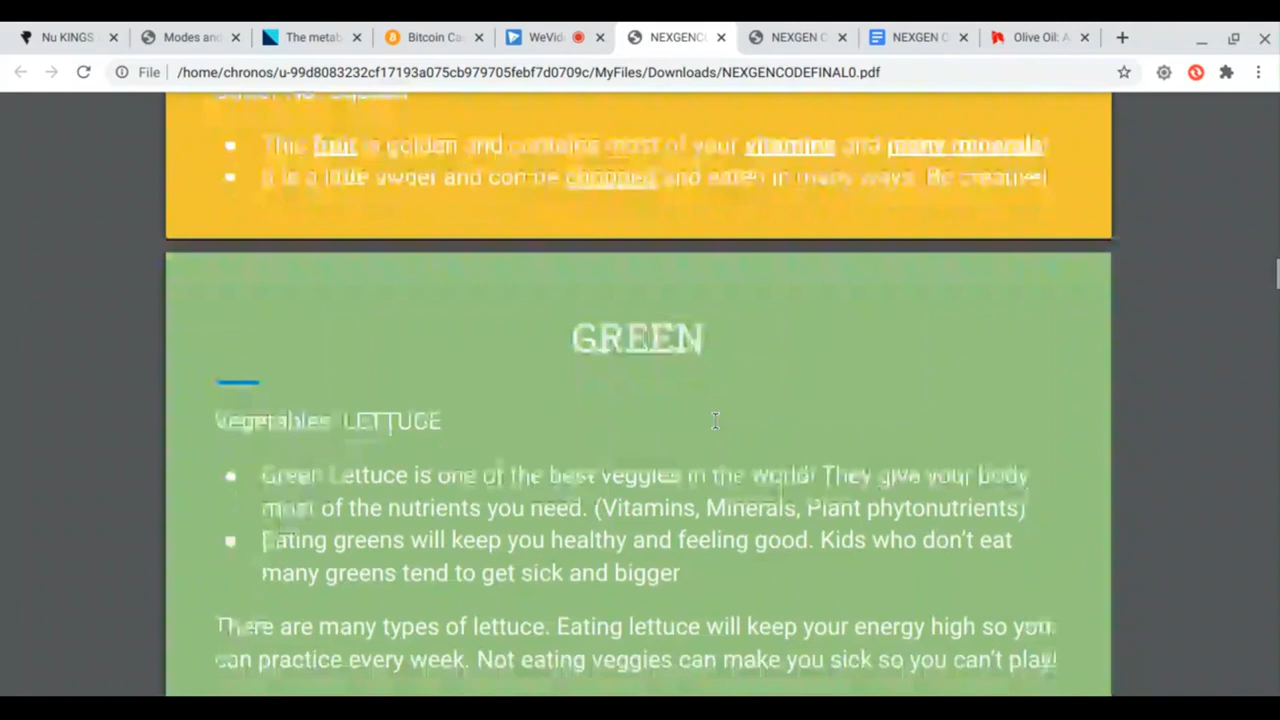 Nu KINGS
Modes and
The metab
Bitcoin Ca
WeVid
NEXGENC
NEXGEN C
NEXGEN C
Olive Oil: A
File /home/chronos/u-99d8083232cf17193a075cb979705febf7d0709c/MyFiles/Downloads/NEXGENCODEFINAL0.pdf
This fruit is golden and contains most of your vitamins and many minerals!
It is a little and can be chopped and eaten in many ways. Be creative!
GREEN
Vegetables LETTUCE
Green Lettuce is one of the best veggies in the world! They give your body
most of the nutrients you need. (Vitamins, Minerals, Plant phytonutrients)
Eating greens will keep you healthy and feeling good. Kids who don't eat
many greens tend to get sick and bigger
There are many types of lettuce. Eating lettuce will keep your energy high so you
can practice every week. Not eating veggies can make you sick so you can't play!